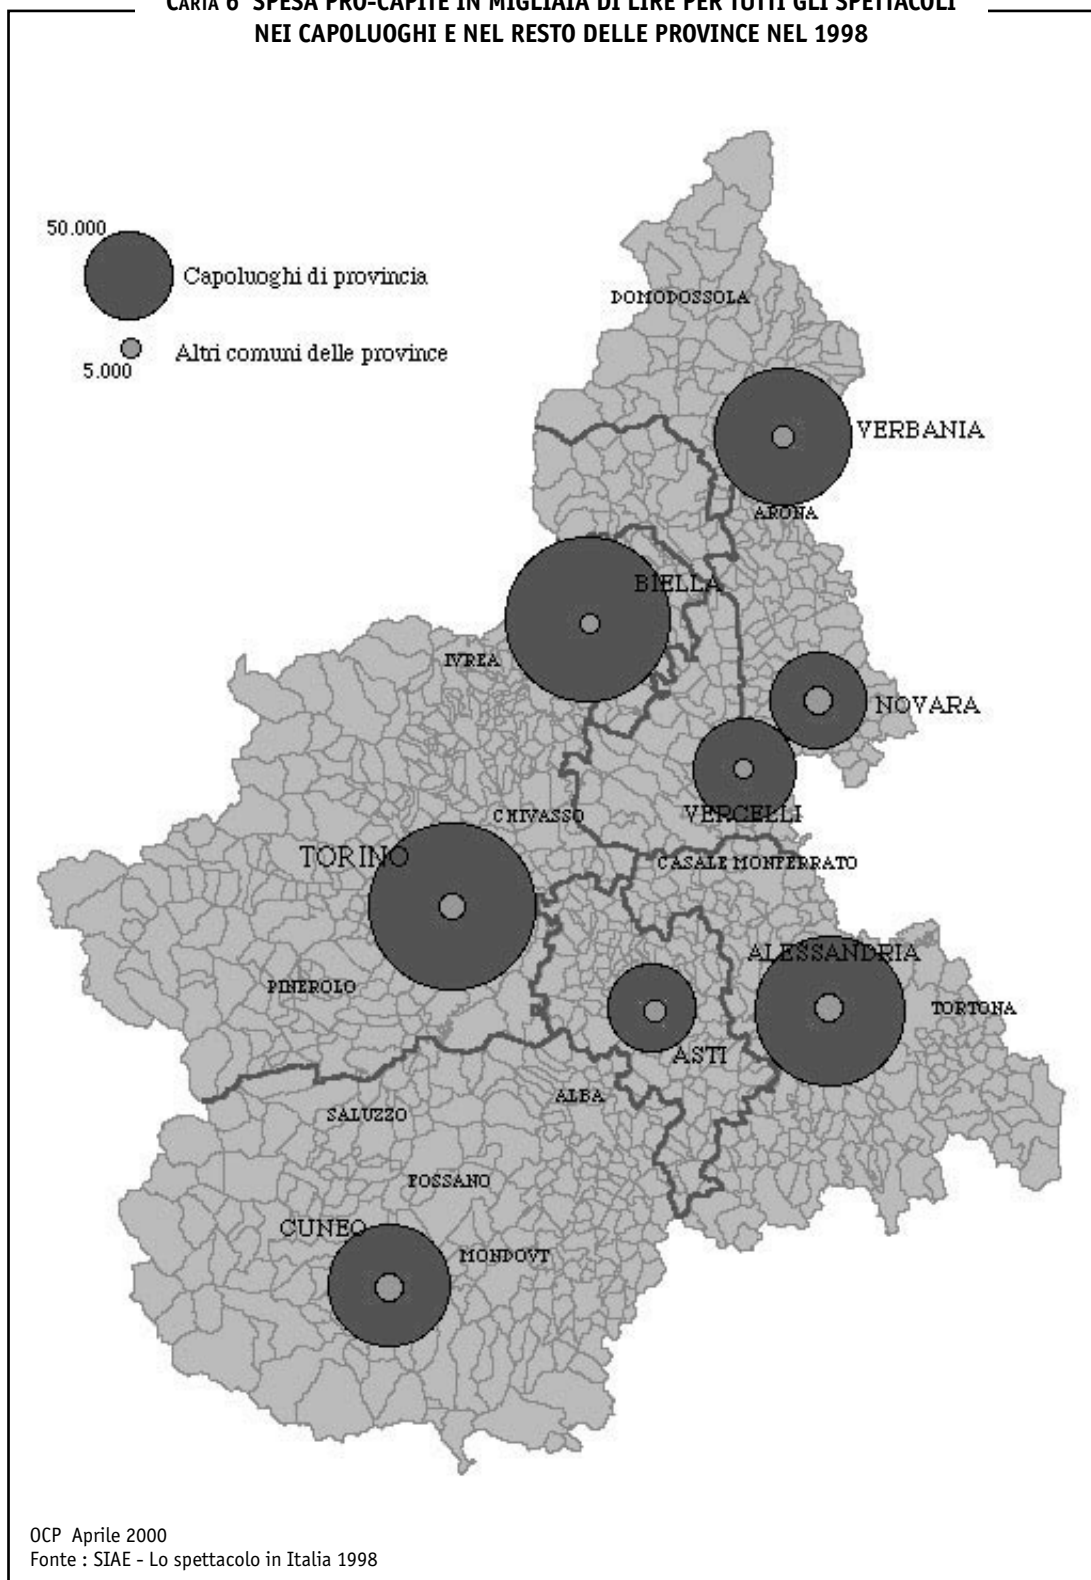 CARTA 6 SPESA PRO-CAPITE IN MIGLIAIA DI LIRE PER TUTTI GLI SPETTACOLI
NEI CAPOLUOGHI E NEL RESTO DELLE PROVINCE NEL 1998
50.000
Capoluoghi di provincia
Altri comuni delle province
5.000
DOMODOSSOLA
VERBANIA
ARONA
BIELLA
IVREA
NOVARA
CHIVASSO
VERCELLI
TORINO
CASALE MONFERRATO
ALESSANDRIA
PINEROLO
TORTONA
ASTI
ALBA
SALUZZO
FOSSANO
CUNEO
MONDOVI
OCP Aprile 2000
Fonte : SIAE - Lo spettacolo in Italia 1998